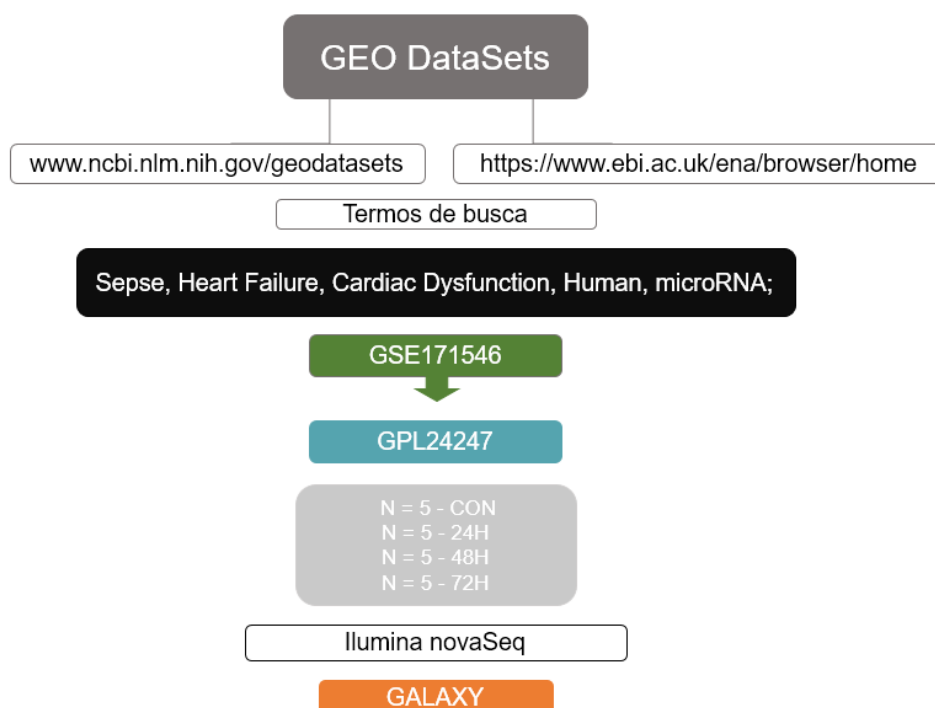 GEO DataSets
www.ncbi.nlm.nih.gov/geodatasets
https://www.ebi.ac.uk/ena/browser/home
Termos de busca
Sepse, Heart Failure, Cardiac Dysfunction, Human, microRNA;
GSE171546
GPL24247
N = 5 - CON
N = 5 - 24H
N = 5 - 48H
N = 5 - 72H
Ilumina novaSeq
GALAXY